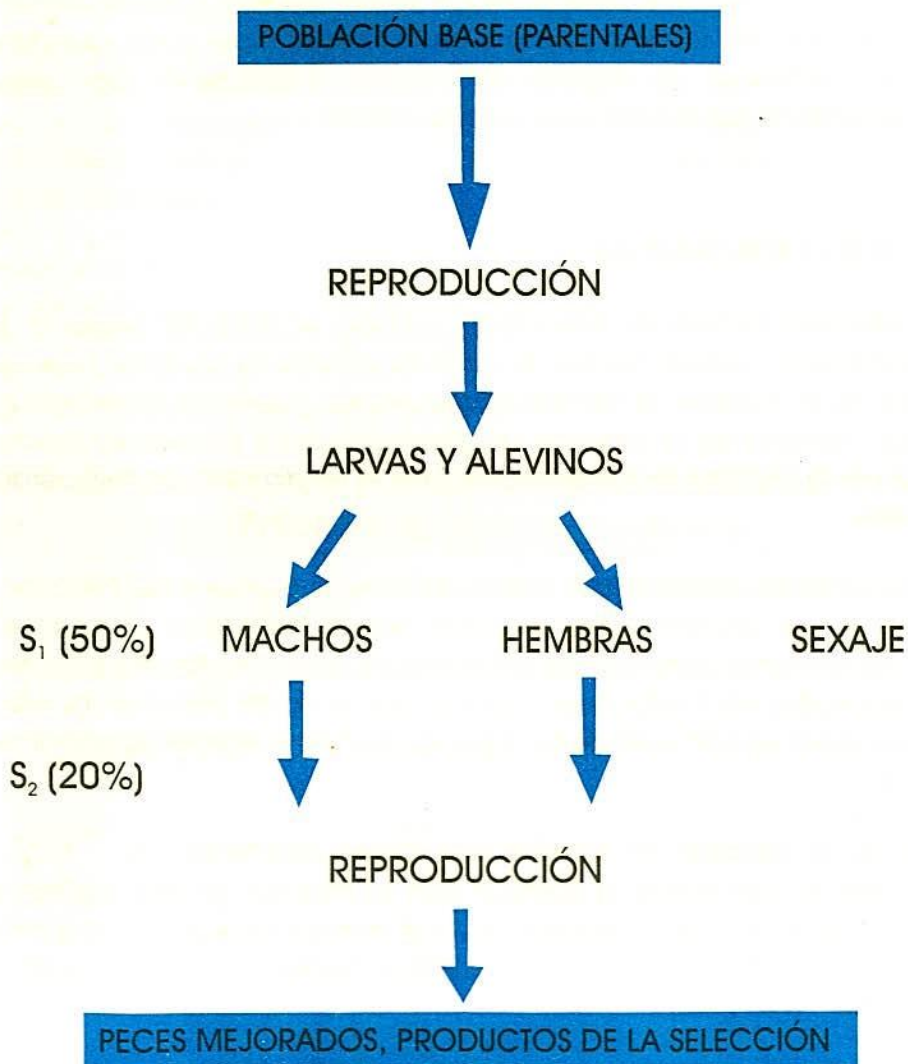 POBLACIÓN BASE (PARENTALES)
REPRODUCCIÓN
LARVAS Y ALEVINOS
S₁ (50%) MACHOS HEMBRAS SEXAJE
S₂ (20%)
REPRODUCCIÓN
PECES MEJORADOS, PRODUCTOS DE LA SELECCIÓN